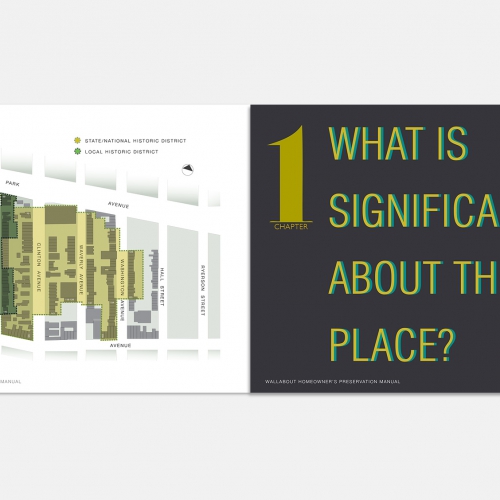 STATE/NATIONAL HISTORIC DISTRICT
LOCAL HISTORIC DISTRICT
PARK
AVENUE
CLINTON AVENUE
WAVERLY AVENUE
WASHINGTON
AVENUE
HALL STREET
RYERSON STREET
AVENUE
MANUAL
1
CHAPTER
WHAT IS
SIGNIFICA
ABOUT TH
PLACE?
WALLABOUT HOMEOWNER'S PRESERVATION MANUAL